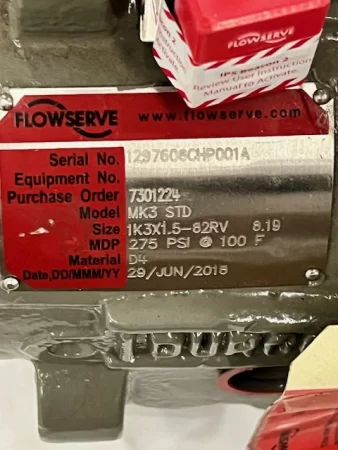 FLOWSERVE
IPS Beacon 2
Review User Instruction
Manual to Activate.
FLOWSERVE www.flowserve.com
Serial No. 1297608CHP001A
Equipment No.
Purchase Order 7301224
Model MK3 STD
Size 1K3X1.5-82RV 8.19
MDP 275 PSI @ 100 F
Material D4
Date,DD/MMM/YY 29/JUN/2015
FLOWSERVE